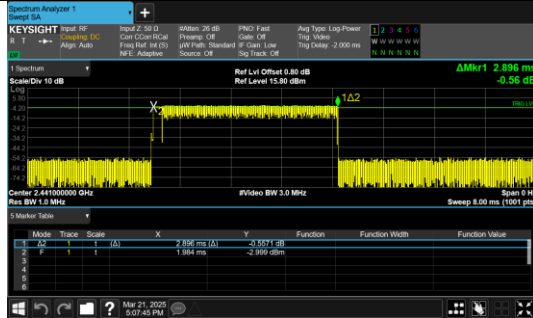 Spectrum Analyzer 1
Swept SA
+
KEYSIGHT Input: RF Input Z: 50 Ω #Atten: 26 dB PNO: Fast Avg Type: Log-Power 1 2 3 4 5 6
R T Coupling: DC Corr CCorr RCal Preamp: Off Gate: Off Trig: Video W W W W W W
Align: Auto Freq Ref: Int (S) µW Path: Standard IF Gain: Low Trig Delay: -2.000 ms N N N N N N
NFE: Adaptive Source: Off Sig Track: Off
1 Spectrum
Scale/Div 10 dB
Ref Lvl Offset 0.80 dB
Ref Level 15.80 dBm
ΔMkr1 2.896 ms
-0.56 dB
Log
5.80
-4.20
-14.2
-24.2
-34.2
-44.2
-54.2
-64.2
-74.2
X2
1Δ2
TRIG LVL
Center 2.441000000 GHz #Video BW 3.0 MHz Span 0 H
Res BW 1.0 MHz Sweep 8.00 ms (1001 pts
5 Marker Table
Mode Trace Scale X Y Function Function Width Function Value
1 Δ2 1 t (Δ) 2.896 ms (Δ) -0.5571 dB
2 F 1 t 1.984 ms -2.999 dBm
3
4
5
6
?
Mar 21, 2025
5:07:45 PM